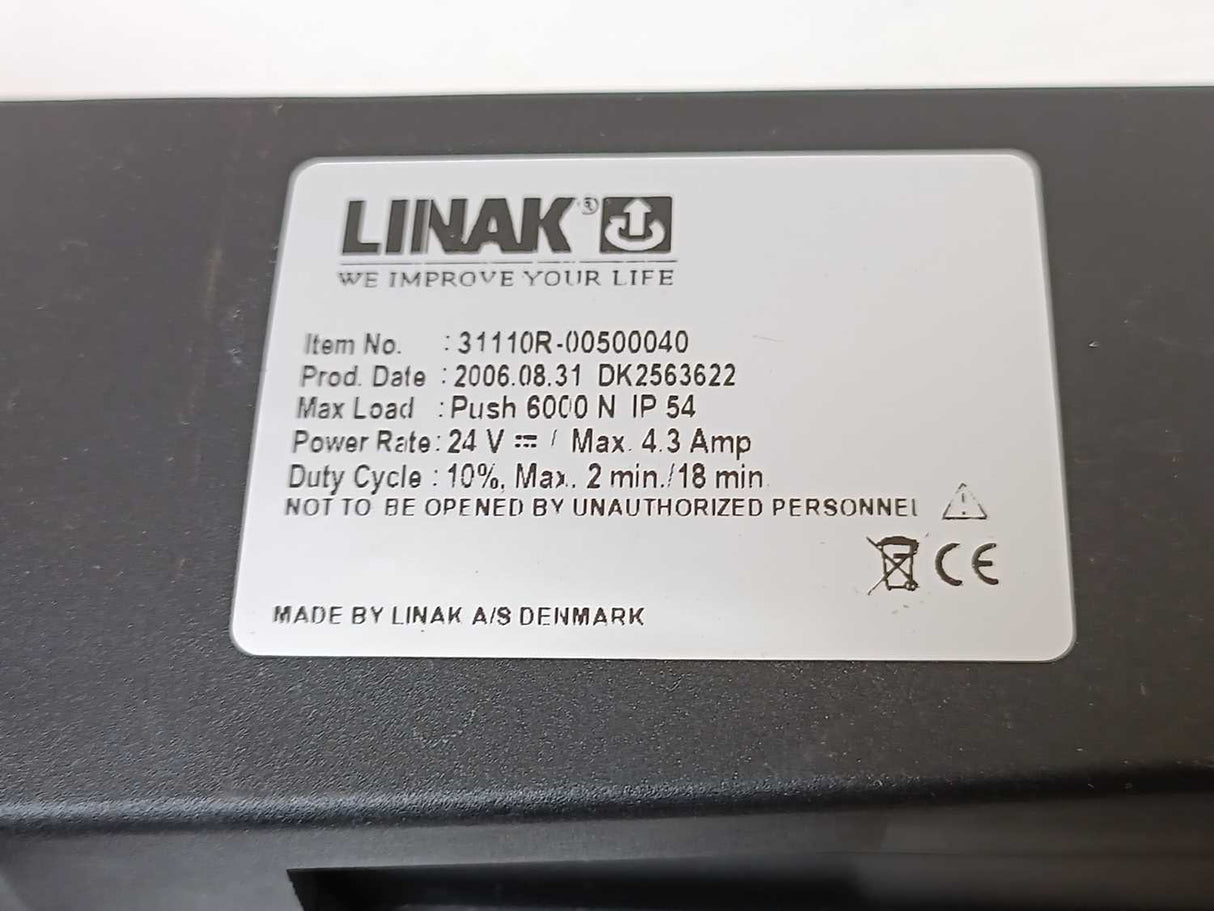 LINAK®
WE IMPROVE YOUR LIFE
Item No. : 31110R-00500040
Prod. Date : 2006.08.31 DK2563622
Max Load : Push 6000 N IP 54
Power Rate: 24 V ⎓ / Max. 4.3 Amp
Duty Cycle : 10%, Max. 2 min./18 min.
NOT TO BE OPENED BY UNAUTHORIZED PERSONNEL
CE
MADE BY LINAK A/S DENMARK